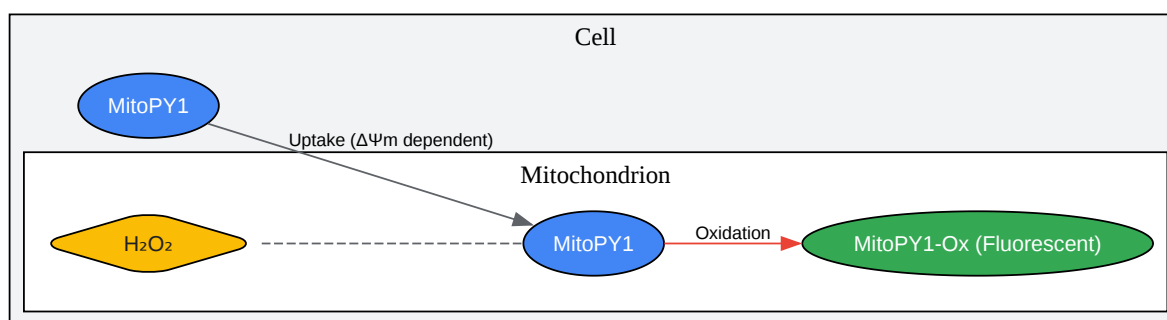 Cell
MitoPY1
Uptake (ΔΨm dependent)
Mitochondrion
H₂O₂
MitoPY1
Oxidation
MitoPY1-Ox (Fluorescent)